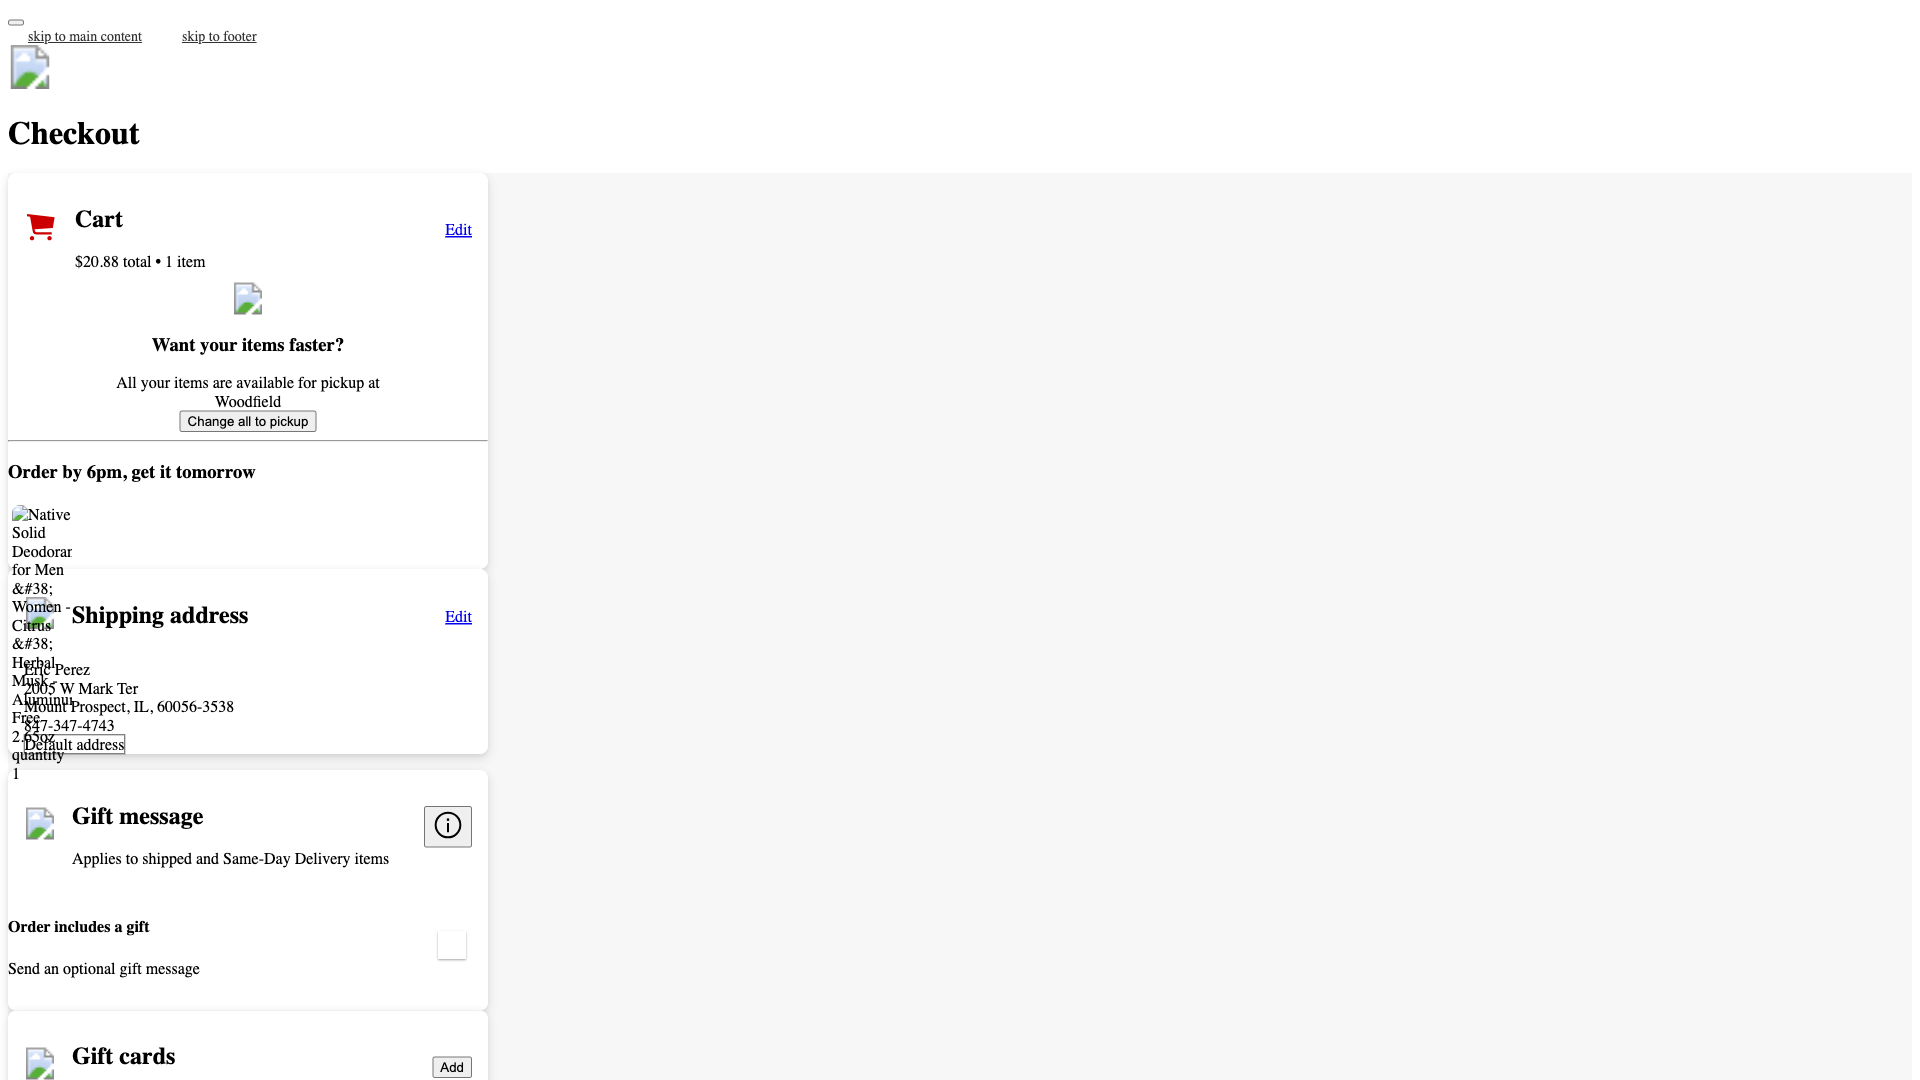 skip to main content
skip to footer
Checkout
Cart
Edit
$20.88 total • 1 item
Want your items faster?
All your items are available for pickup at
Woodfield
Change all to pickup
Order by 6pm, get it tomorrow
Native
Solid
Deodorar
for Men
&#38;
Women -
Citrus
&#38;
Herbal
Musk -
Aluminu
Free
2.65oz
quantity
1
Shipping address
Edit
Eric Perez
2005 W Mark Ter
Mount Prospect, IL, 60056-3538
847-347-4743
Default address
Gift message
Applies to shipped and Same-Day Delivery items
Order includes a gift
Send an optional gift message
Gift cards
Add